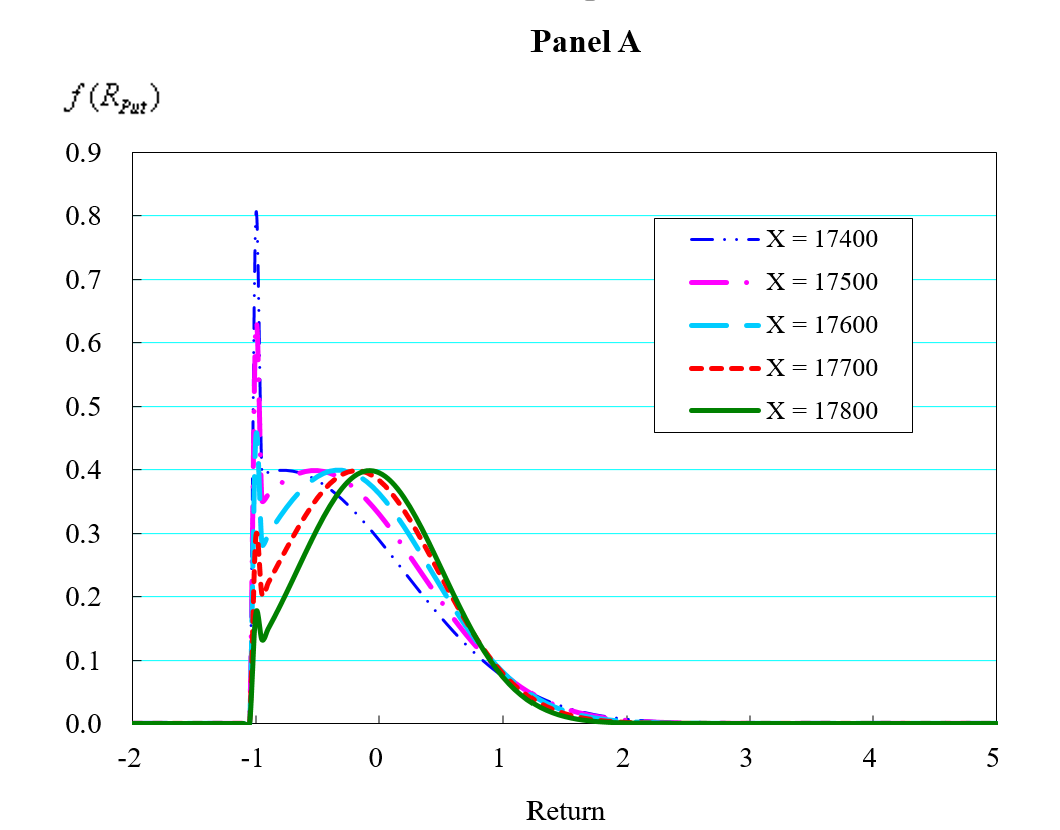 Panel A
f(R_Put)
0.9
0.8
0.7
0.6
0.5
0.4
0.3
0.2
0.1
0.0
X = 17400
X = 17500
X = 17600
X = 17700
X = 17800
-2 -1 0 1 2 3 4 5
Return